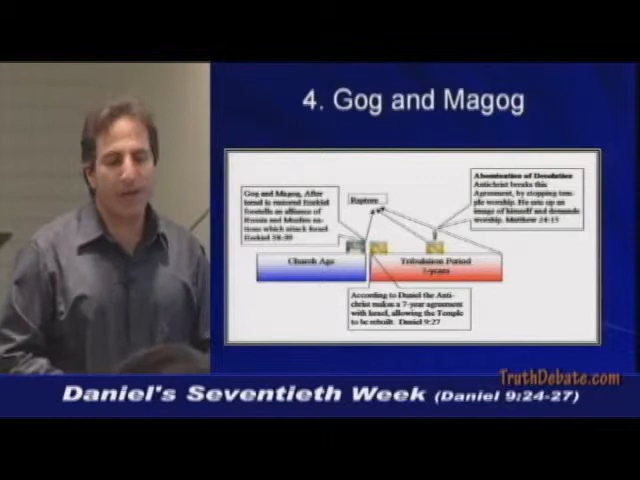 4. Gog and Magog
Gog and Magog, After
Israel is restored Ezekiel
foretells an alliance of
Russia and Muslim na-
tions which attack Israel
Ezekiel 38-39
Rapture
Abomination of Desolation
Antichrist breaks this
Agreement, by stopping tem-
ple worship. He sets up an
image of himself and demands
worship. Matthew 24:15
Church Age
Tribulation Period
7-years
According to Daniel the Anti-
christ makes a 7-year agreement
with Israel, allowing the Temple
to be rebuilt. Daniel 9:27
TruthDebate.com
Daniel's Seventieth Week (Daniel 9:24-27)